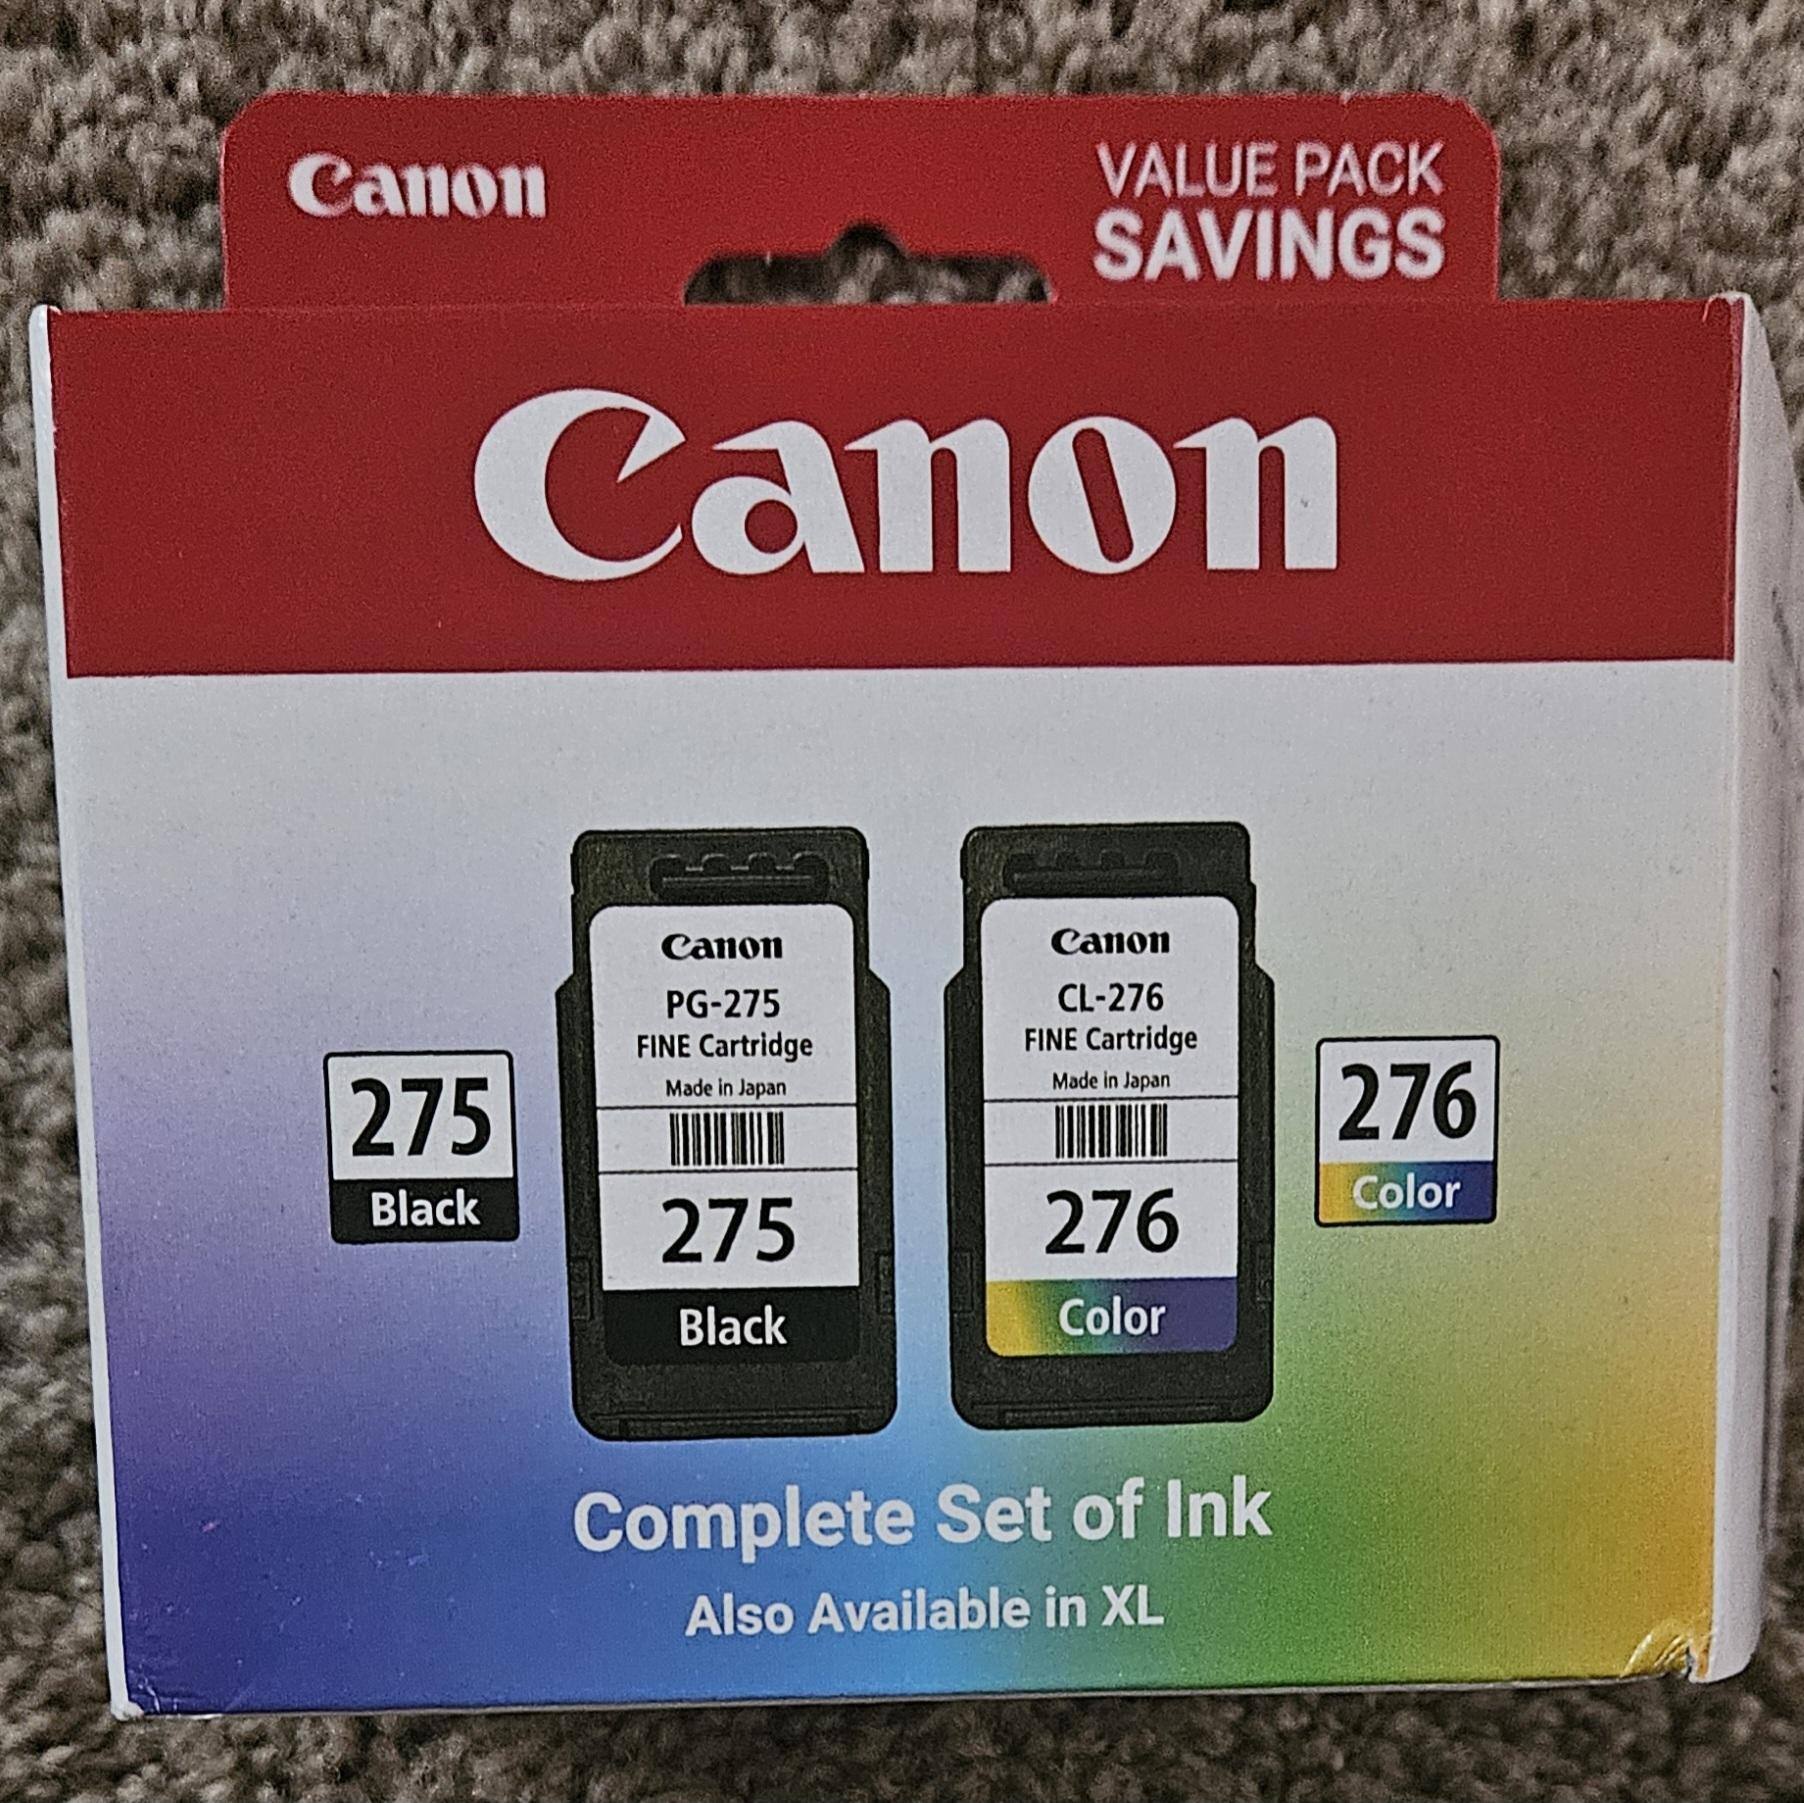 Canon
VALUE PACK
SAVINGS
Canon
Canon
PG-275
FINE Cartridge
Made in Japan
275
Black
Canon
CL-276
FINE Cartridge
Made in Japan
276
Color
275
Black
276
Color
Complete Set of Ink
Also Available in XL